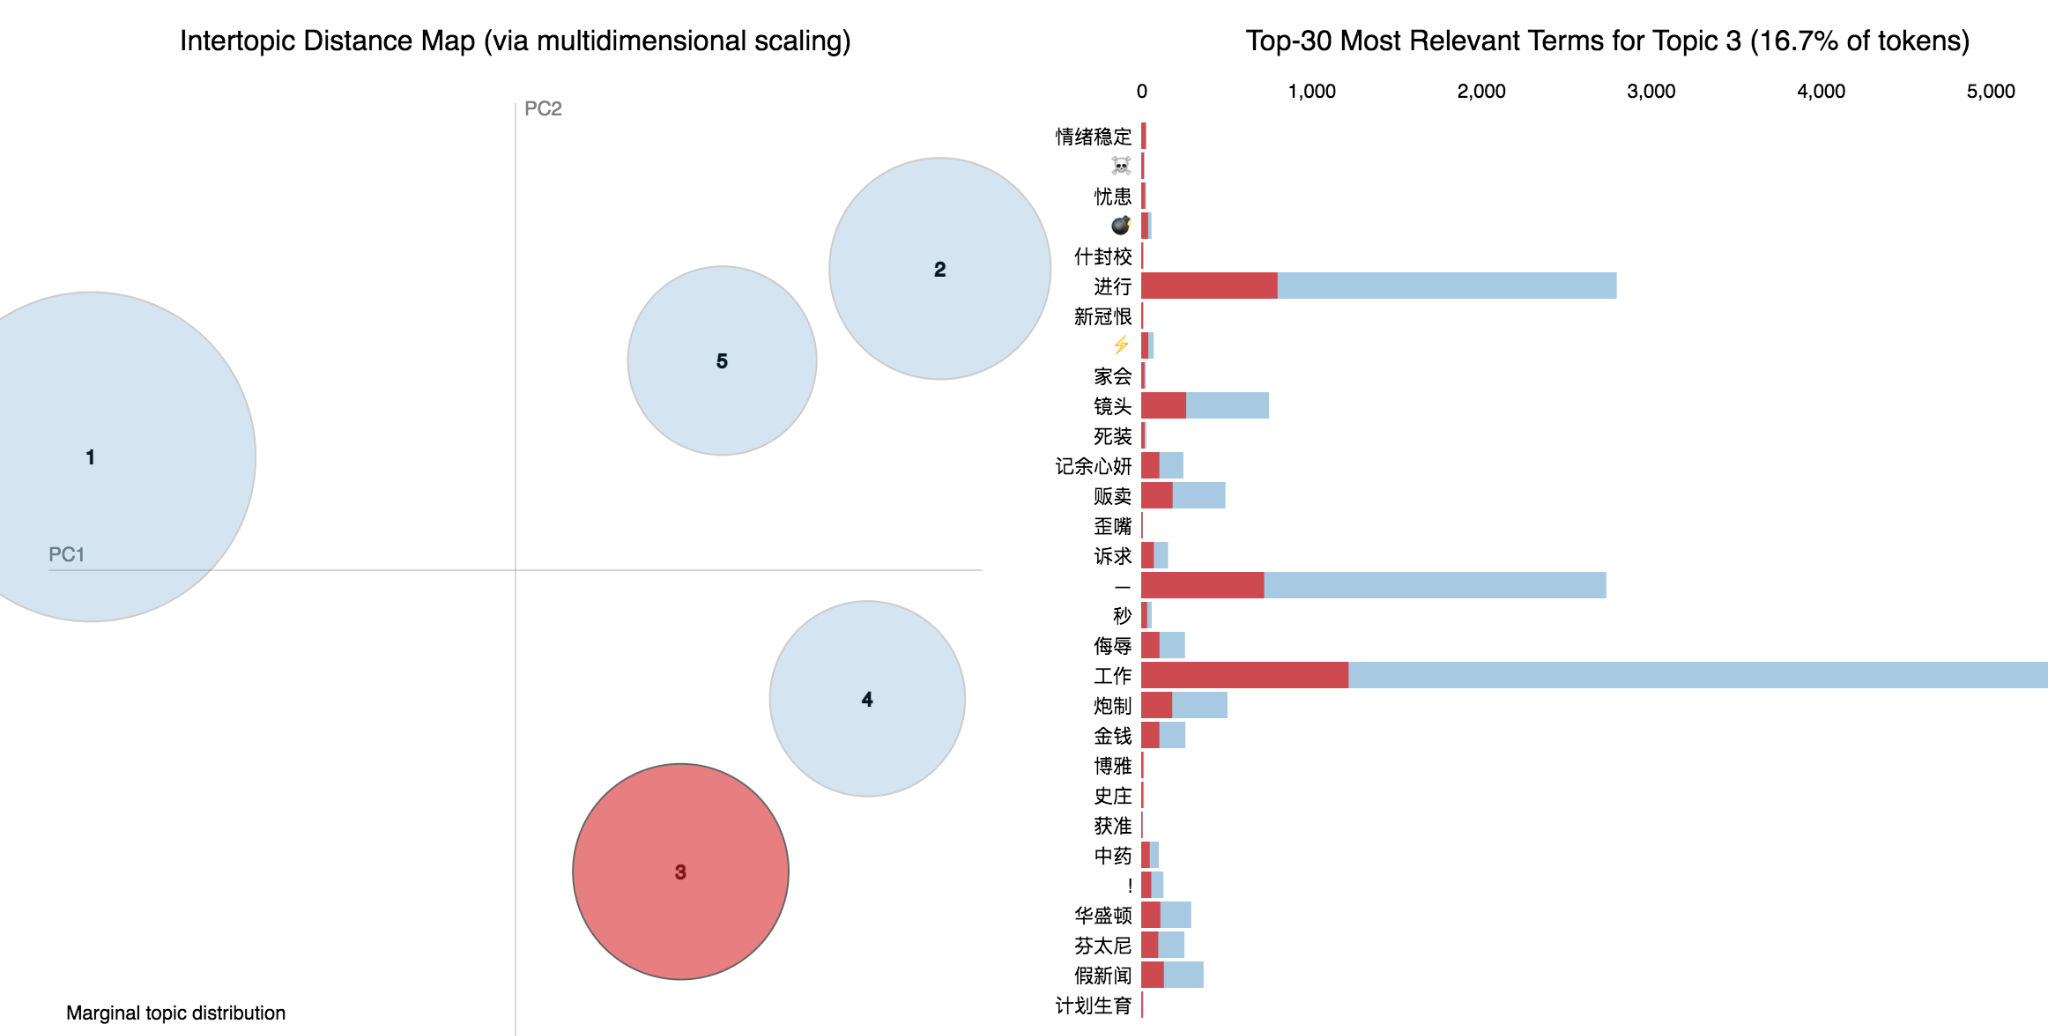 Intertopic Distance Map (via multidimensional scaling)
PC2
PC1
1
2
5
4
3
Marginal topic distribution
Top-30 Most Relevant Terms for Topic 3 (16.7% of tokens)
0 1,000 2,000 3,000 4,000 5,000
情绪稳定
☠️
忧患
💣
什封校
进行
新冠恨
⚡
家会
镜头
死装
记余心妍
贩卖
歪嘴
诉求
一
秒
侮辱
工作
炮制
金钱
博雅
史庄
获准
中药
!
华盛顿
芬太尼
假新闻
计划生育